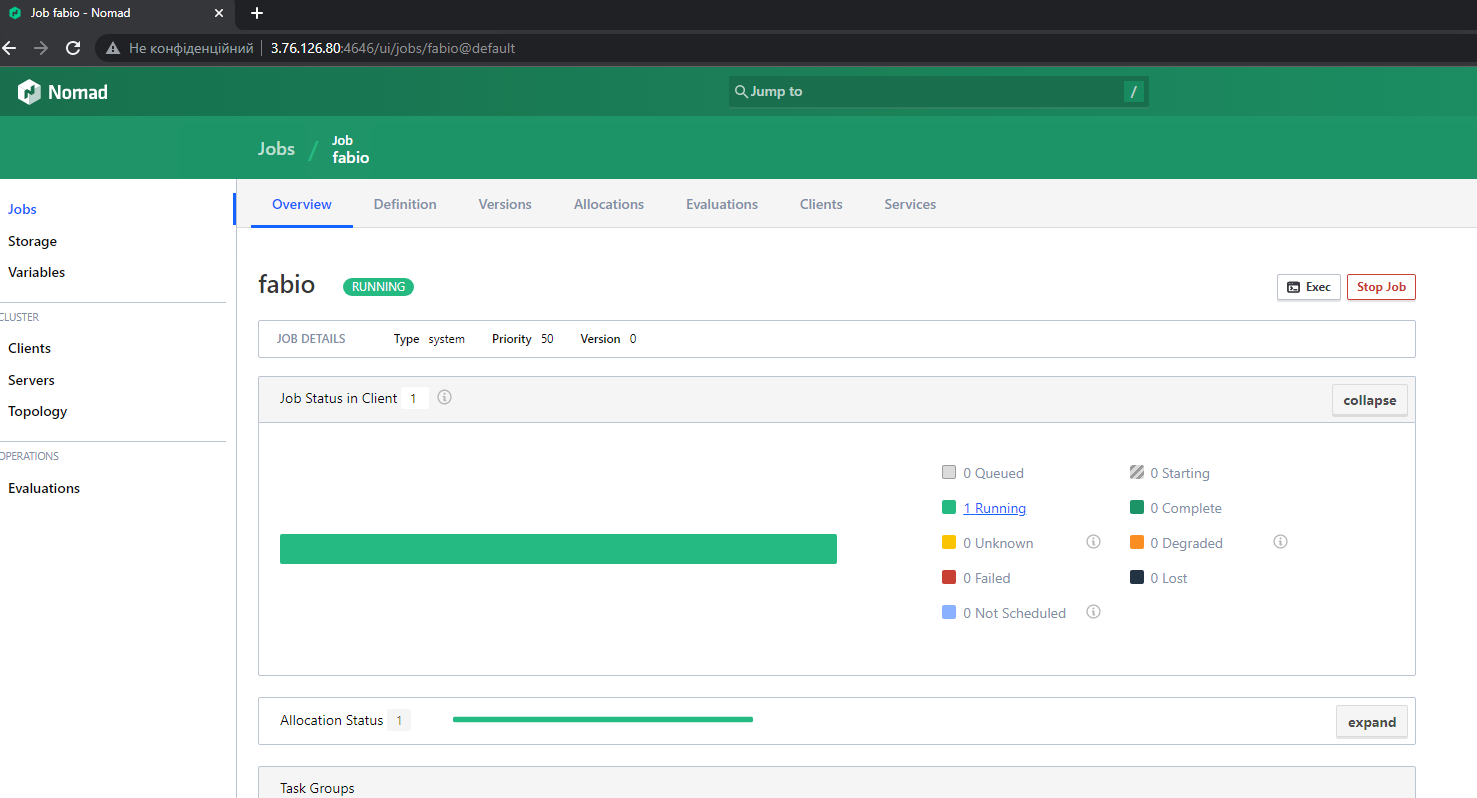 Job fabio - Nomad
Не конфіденційний 3.76.126.80:4646/ui/jobs/fabio@default
Nomad
Jump to /
Jobs / Job
fabio
Jobs
Storage
Variables
CLUSTER
Clients
Servers
Topology
OPERATIONS
Evaluations
Overview Definition Versions Allocations Evaluations Clients Services
fabio RUNNING Exec Stop Job
JOB DETAILS Type system Priority 50 Version 0
Job Status in Client 1 collapse
0 Queued 0 Starting
1 Running 0 Complete
0 Unknown 0 Degraded
0 Failed 0 Lost
0 Not Scheduled
Allocation Status 1 expand
Task Groups